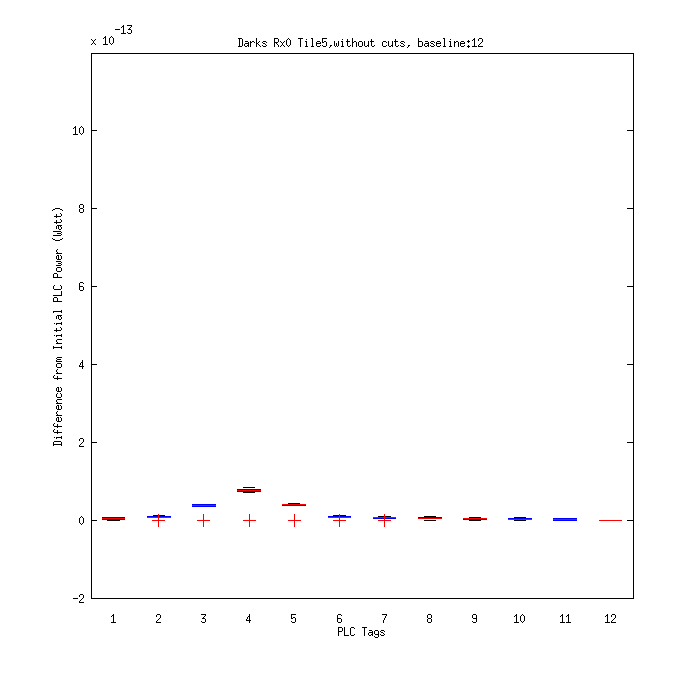 x 10-13
Darks Rx0 Tile5,without cuts, baseline:12
10
8
6
4
2
0
-2
Difference from Initial PLC Power (Watt)
1 2 3 4 5 6 7 8 9 10 11 12
PLC Tags